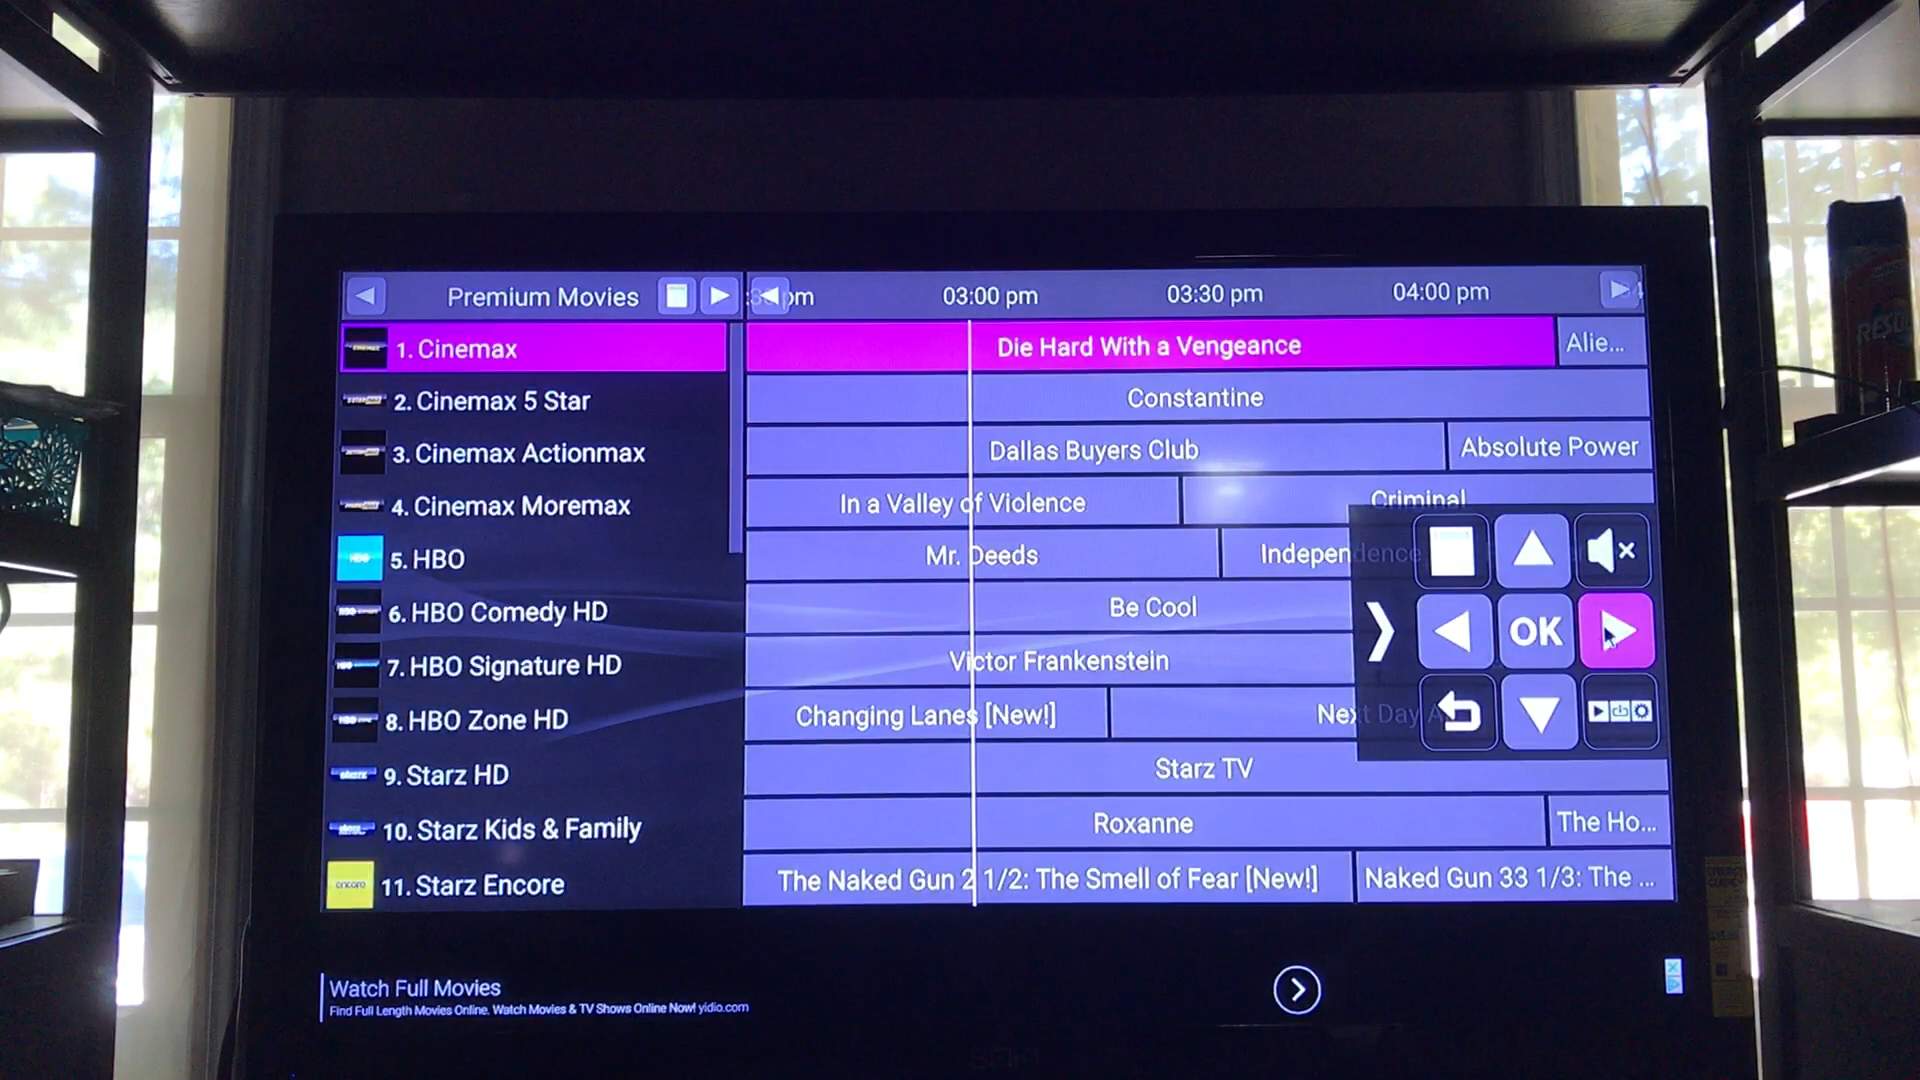 Premium Movies
pm 03:00 pm 03:30 pm 04:00 pm
1. Cinemax Die Hard With a Vengeance Alie...
2. Cinemax 5 Star Constantine
3. Cinemax Actionmax Dallas Buyers Club Absolute Power
4. Cinemax Moremax In a Valley of Violence Criminal
5. HBO Mr. Deeds Independence
6. HBO Comedy HD Be Cool
7. HBO Signature HD Victor Frankenstein
OK
8. HBO Zone HD Changing Lanes [New!] Next Day A
9. Starz HD Starz TV
10. Starz Kids & Family Roxanne The Ho...
encore 11. Starz Encore The Naked Gun 2 1/2: The Smell of Fear [New!] Naked Gun 33 1/3: The ...
Watch Full Movies
Find Full Length Movies Online. Watch Movies & TV Shows Online Now! yidio.com